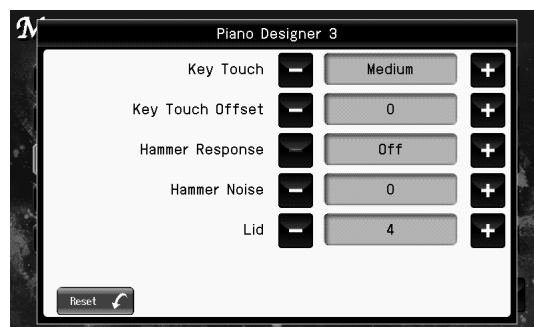 Piano Designer 3
Key Touch Medium
Key Touch Offset 0
Hammer Response Off
Hammer Noise 0
Lid 4
Reset